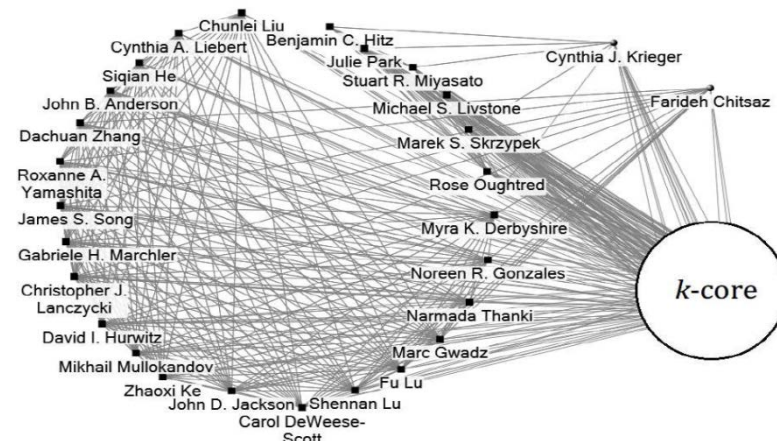 Chunlei Liu
Cynthia A. Liebert
Siqian He
John B. Anderson
Dachuan Zhang
Roxanne A.
Yamashita
James S. Song
Gabriele H. Marchler
Christopher J.
Lanczycki
David I. Hurwitz
Mikhail Mullokandov
Zhaoxi Ke
John D. Jackson
Carol DeWeese-
Scott
Shennan Lu
Fu Lu
Marc Gwadz
Narmada Thanki
Noreen R. Gonzales
Myra K. Derbyshire
Rose Oughtred
Marek S. Skrzypek
Michael S. Livstone
Stuart R. Miyasato
Julie Park
Benjamin C. Hitz
Cynthia J. Krieger
Farideh Chitsaz
k-core